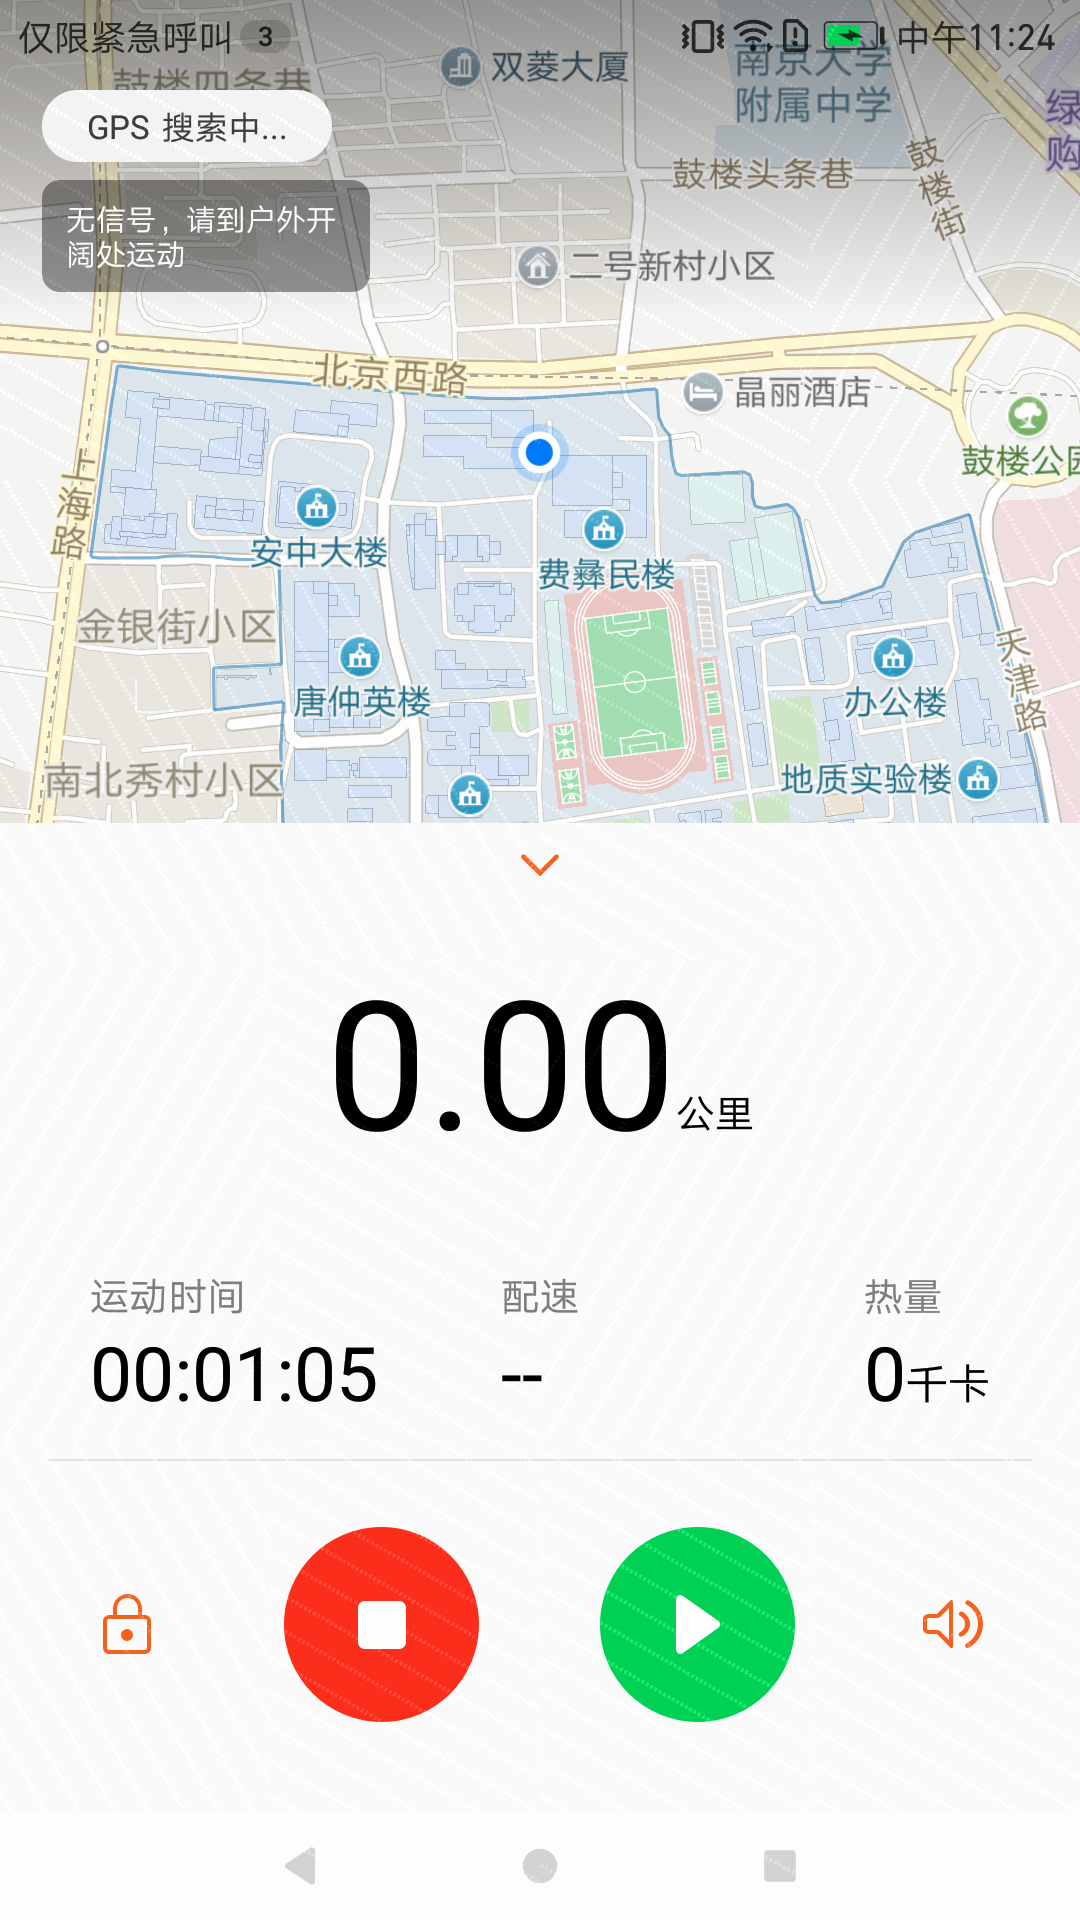 仅限紧急呼叫 3 中午11:24
鼓楼四条巷
双菱大厦
南京大学
附属中学
绿
购
GPS 搜索中...
鼓楼头条巷
鼓楼街
无信号，请到户外开
阔处运动
二号新村小区
北京西路
晶丽酒店
鼓楼公园
上海路
安中大楼
费彝民楼
金银街小区
天津路
唐仲英楼
办公楼
南北秀村小区
地质实验楼
0.00公里
运动时间 配速 热量
00:01:05 -- 0千卡